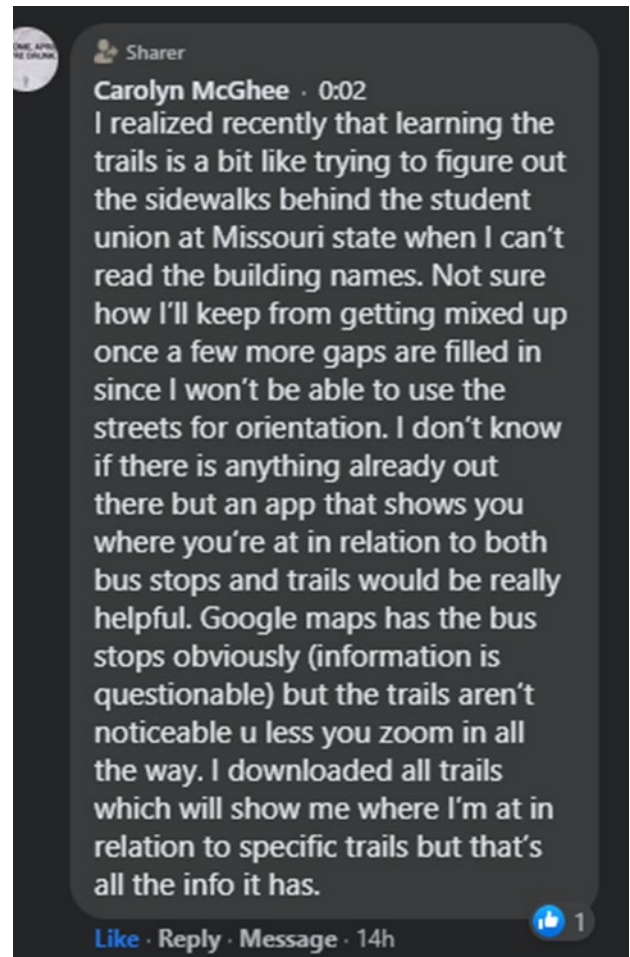 Sharer
Carolyn McGhee · 0:02
I realized recently that learning the
trails is a bit like trying to figure out
the sidewalks behind the student
union at Missouri state when I can't
read the building names. Not sure
how I'll keep from getting mixed up
once a few more gaps are filled in
since I won't be able to use the
streets for orientation. I don't know
if there is anything already out
there but an app that shows you
where you're at in relation to both
bus stops and trails would be really
helpful. Google maps has the bus
stops obviously (information is
questionable) but the trails aren't
noticeable u less you zoom in all
the way. I downloaded all trails
which will show me where I'm at in
relation to specific trails but that's
all the info it has.
1
Like · Reply · Message · 14h